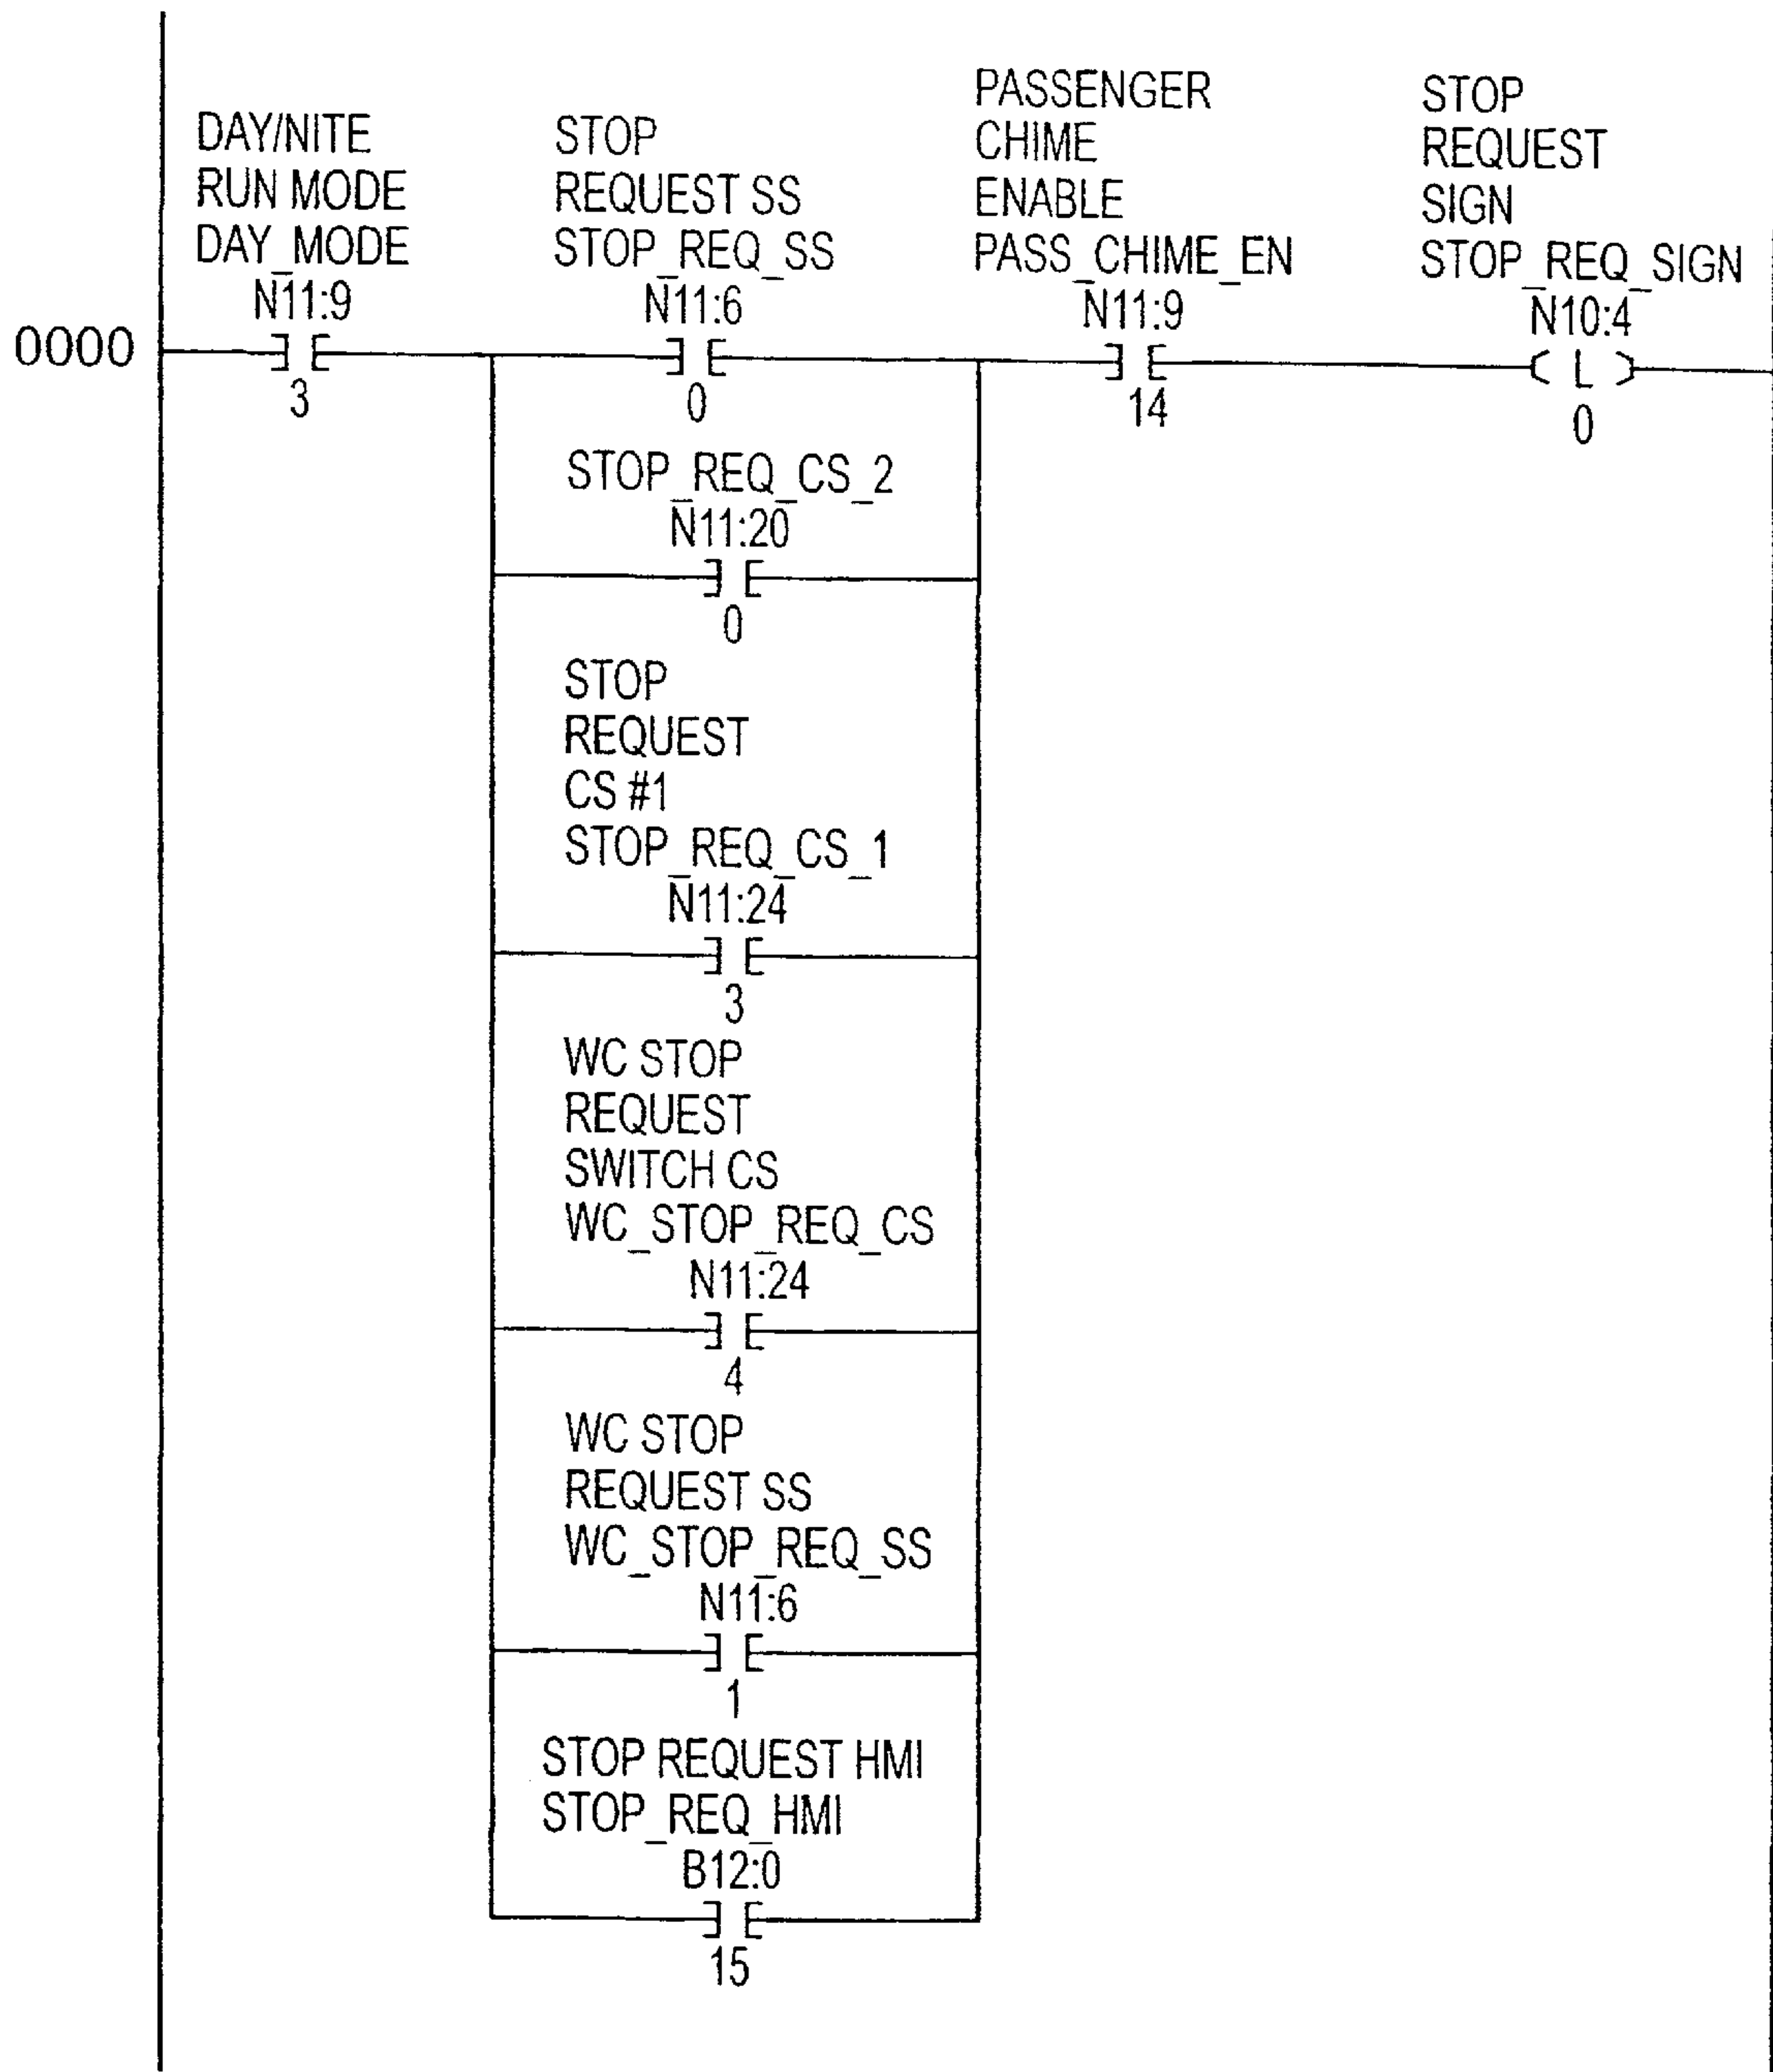 DAY/NITE
RUN MODE
DAY_MODE
N11:9
3
STOP
REQUEST SS
STOP_REQ_SS
N11:6
0
PASSENGER
CHIME
ENABLE
PASS_CHIME_EN
N11:9
14
STOP
REQUEST
SIGN
STOP_REQ_SIGN
N10:4
L
0
0000
STOP_REQ_CS_2
N11:20
0
STOP
REQUEST
CS #1
STOP_REQ_CS_1
N11:24
3
WC STOP
REQUEST
SWITCH CS
WC_STOP_REQ_CS
N11:24
4
WC STOP
REQUEST SS
WC_STOP_REQ_SS
N11:6
1
STOP REQUEST HMI
STOP_REQ_HMI
B12:0
15